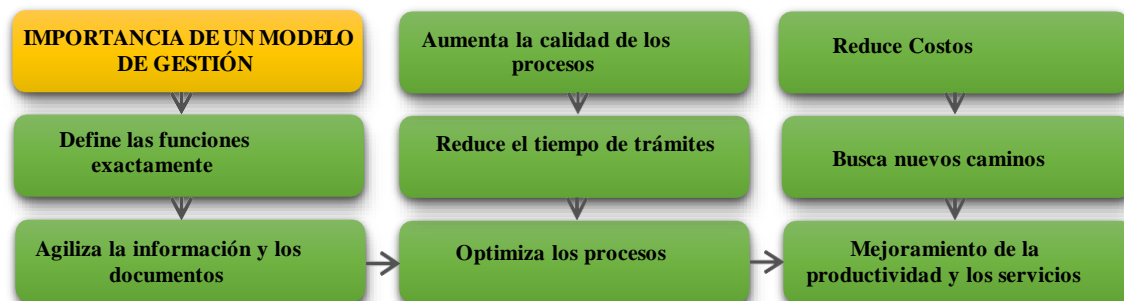 IMPORTANCIA DE UN MODELO
DE GESTIÓN
Define las funciones
exactamente
Agiliza la información y los
documentos
Aumenta la calidad de los
procesos
Reduce el tiempo de trámites
Optimiza los procesos
Reduce Costos
Busca nuevos caminos
Mejoramiento de la
productividad y los servicios